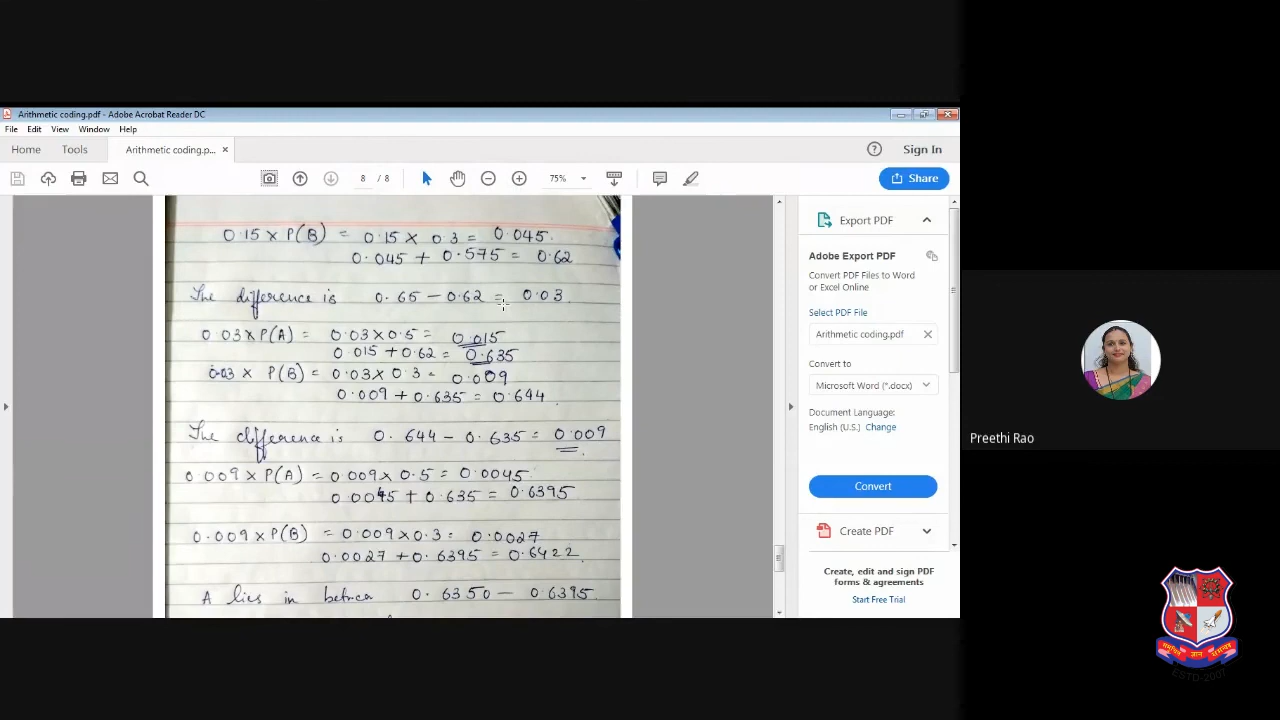 Arithmetic coding.pdf - Adobe Acrobat Reader DC
File Edit View Window Help
Home Tools Arithmetic coding.p... × Sign In
8 / 8 75% Share
0.15 × P(B) = 0.15 × 0.3 = 0.045.
0.045 + 0.575 = 0.62
The difference is 0.65 - 0.62 = 0.03.
0.03 × P(A) = 0.03 × 0.5 = 0.015
0.015 + 0.62 = 0.635
0.03 × P(B) = 0.03 × 0.3 = 0.009
0.009 + 0.635 = 0.644.
The difference is 0.644 - 0.635 = 0.009
0.009 × P(A) = 0.009 × 0.5 = 0.0045
0.0045 + 0.635 = 0.6395
0.009 × P(B) = 0.009 × 0.3 = 0.0027
0.0027 + 0.6395 = 0.6422.
A lies in 0.6350 - 0.6395.
Export PDF
Adobe Export PDF
Convert PDF Files to Word
or Excel Online
Select PDF File
Arithmetic coding.pdf
Convert to
Microsoft Word (*.docx)
Document Language:
English (U.S.) Change
Convert
Create PDF
Create, edit and sign PDF
forms & agreements
Start Free Trial
Preethi Rao
ESTD-2007